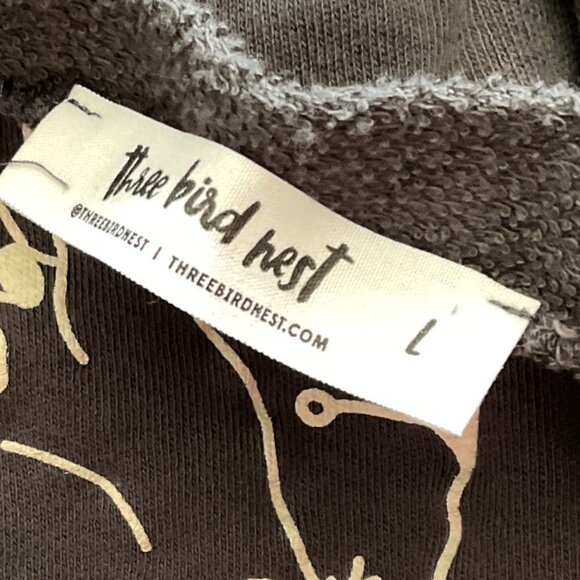 three bird nest
@THREEBIRDNEST | THREEBIRDNEST.COM
L